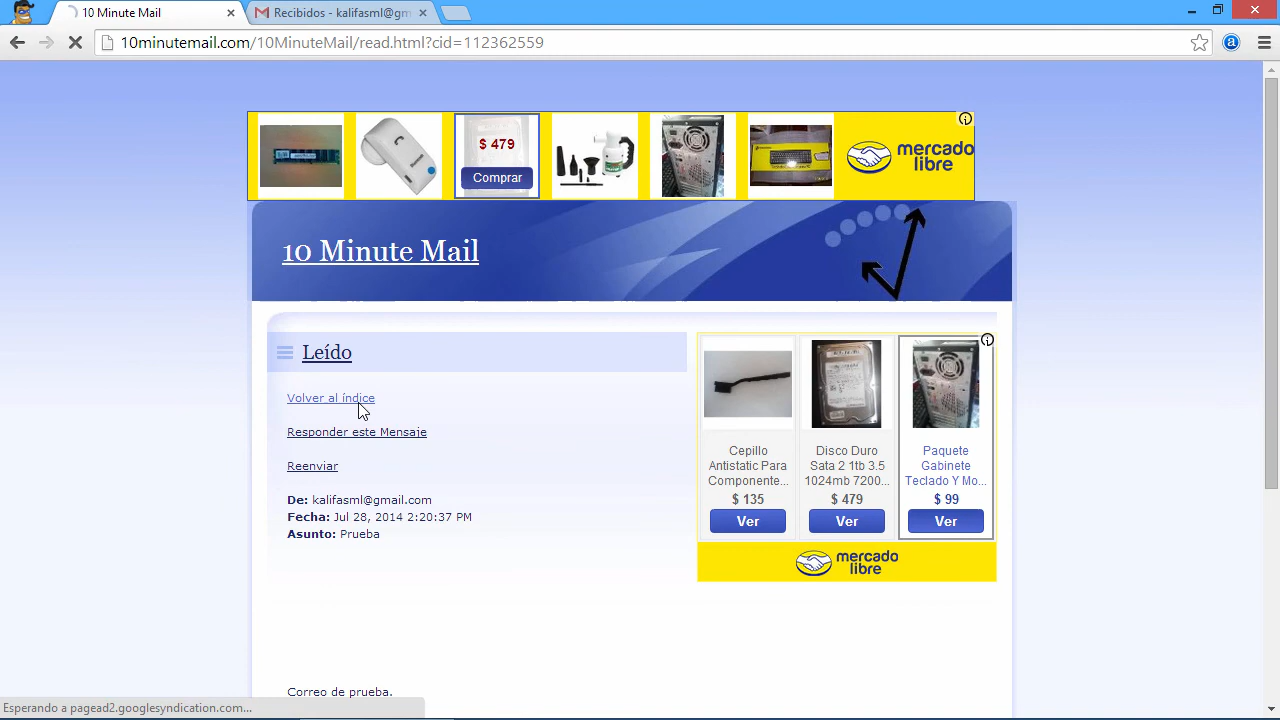 10 Minute Mail
Recibidos - kalifasml@gm
10minutemail.com/10MinuteMail/read.html?cid=112362559
$ 479
Comprar
mercado
libre
10 Minute Mail
Leído
Volver al índice
Responder este Mensaje
Reenviar
De: kalifasml@gmail.com
Fecha: Jul 28, 2014 2:20:37 PM
Asunto: Prueba
Correo de prueba.
Cepillo
Antistatic Para
Componente...
$ 135
Ver
Disco Duro
Sata 2 1tb 3.5
1024mb 7200...
$ 479
Ver
Paquete
Gabinete
Teclado Y Mo...
$ 99
Ver
mercado
libre
Esperando a pagead2.googlesyndication.com...